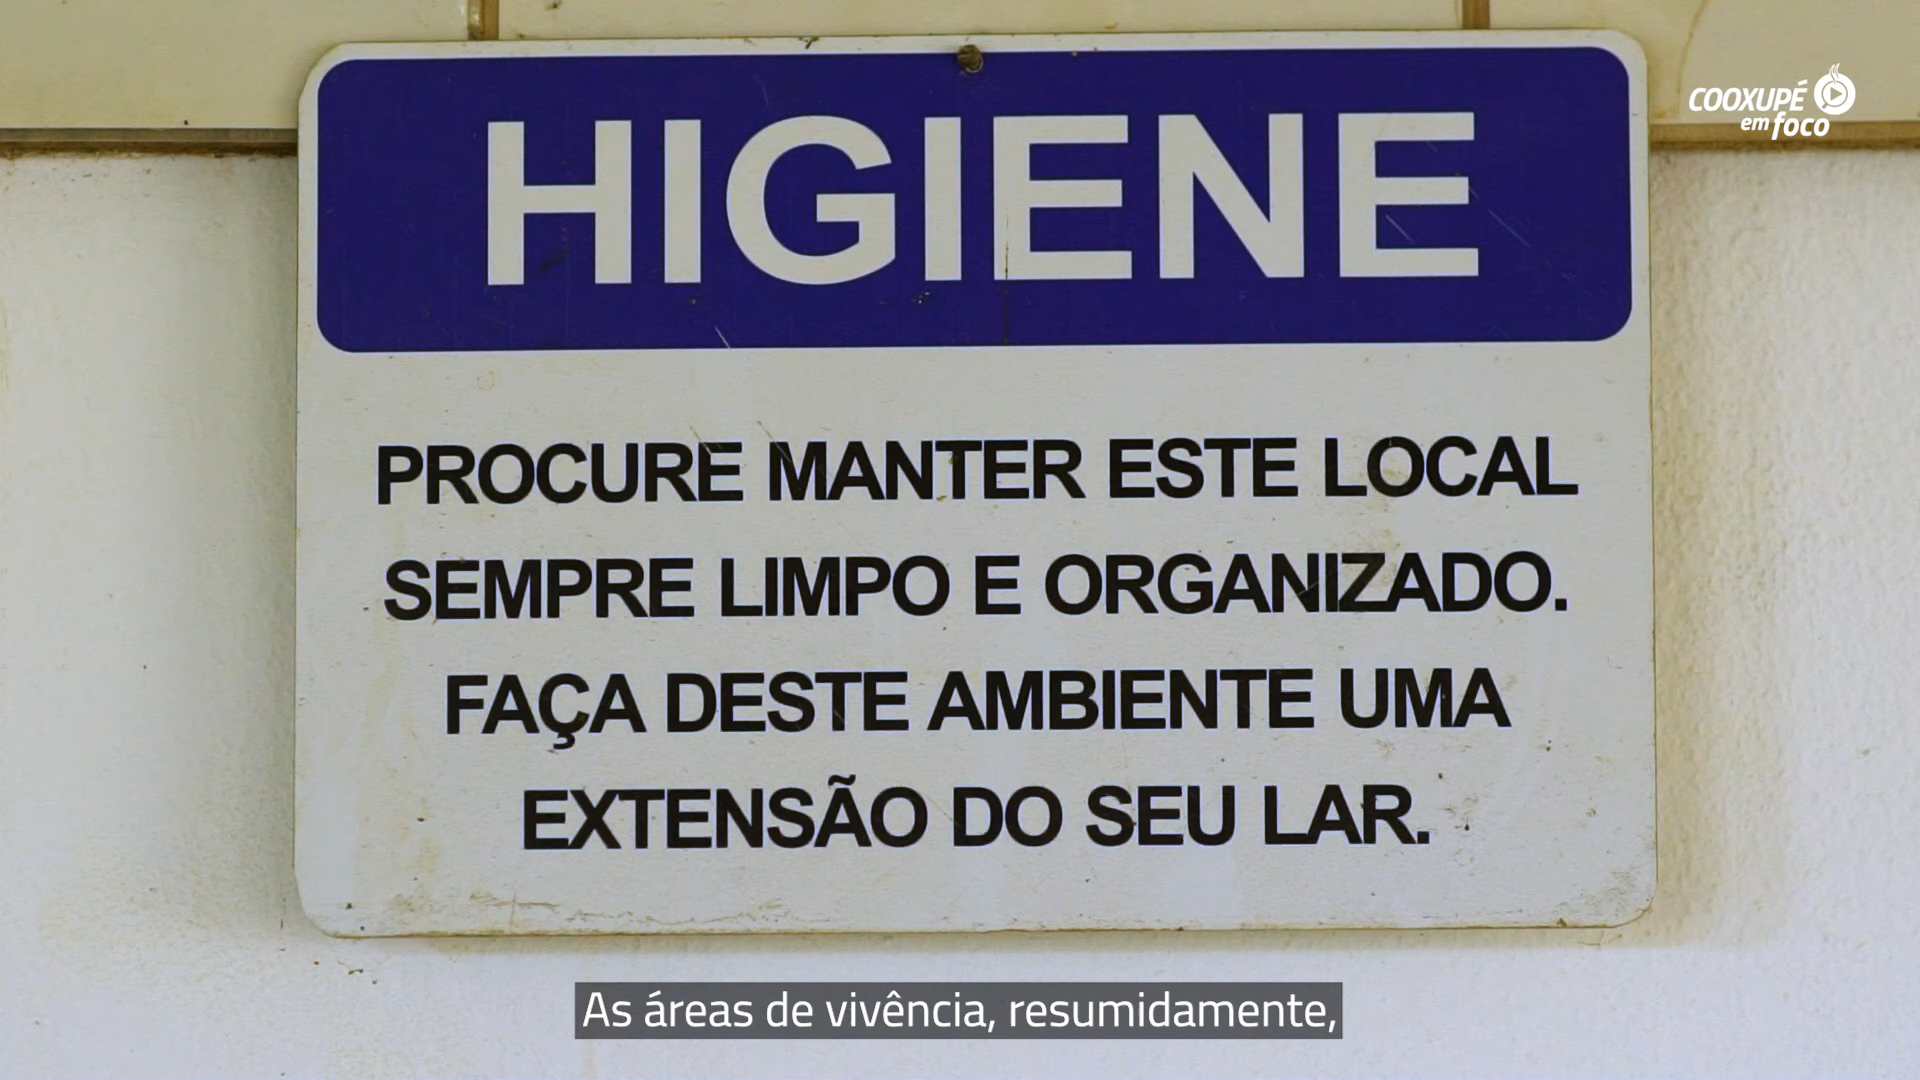 COOXUPÉ
em foco
HIGIENE
PROCURE MANTER ESTE LOCAL
SEMPRE LIMPO E ORGANIZADO.
FAÇA DESTE AMBIENTE UMA
EXTENSÃO DO SEU LAR.
As áreas de vivência, resumidamente,